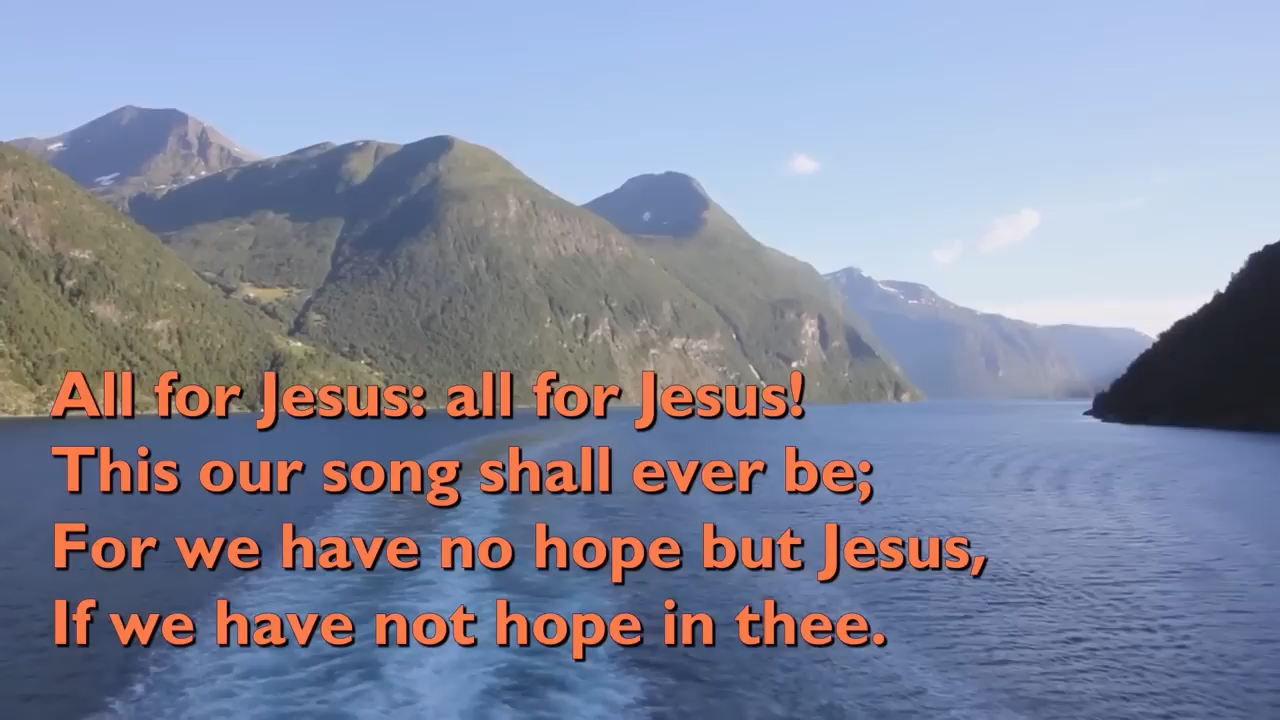 All for Jesus: all for Jesus!
This our song shall ever be;
For we have no hope but Jesus,
If we have not hope in thee.